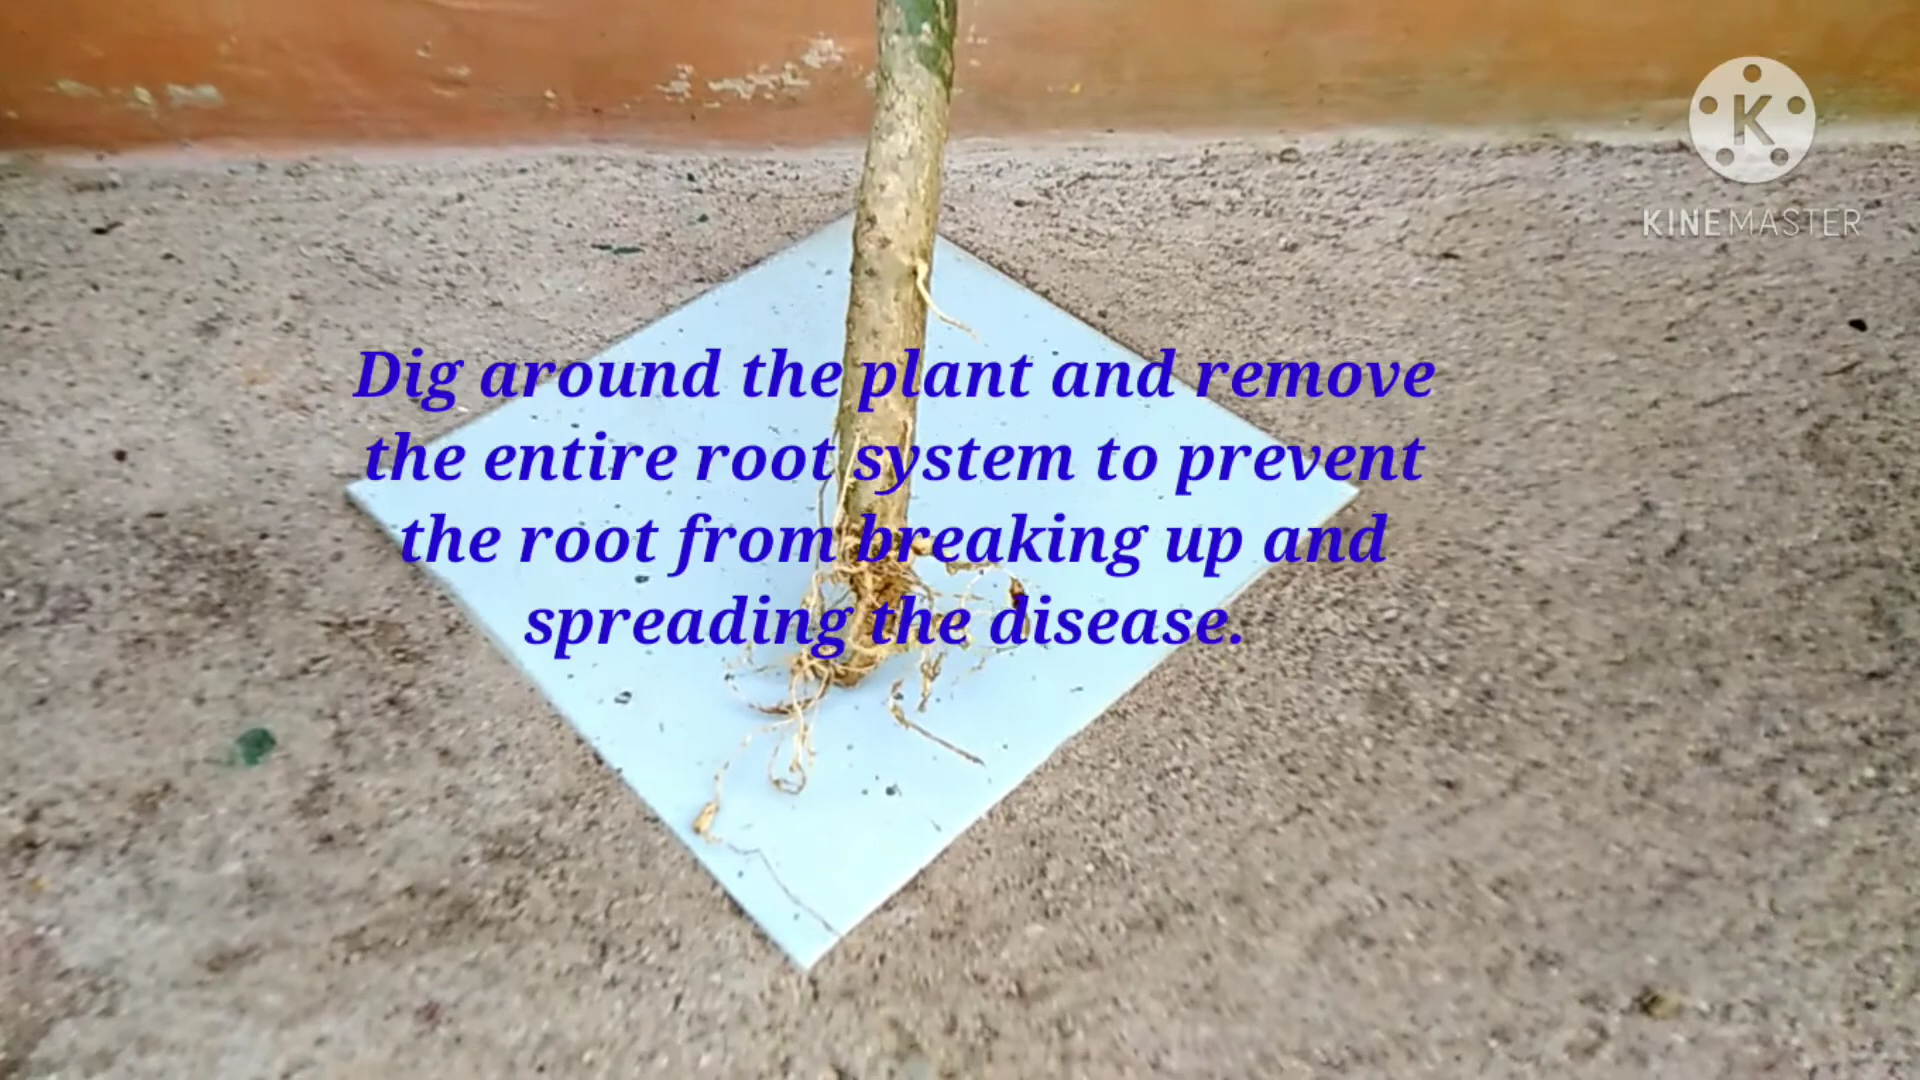 K
KINEMASTER
Dig around the plant and remove
the entire root system to prevent
the root from breaking up and
spreading the disease.